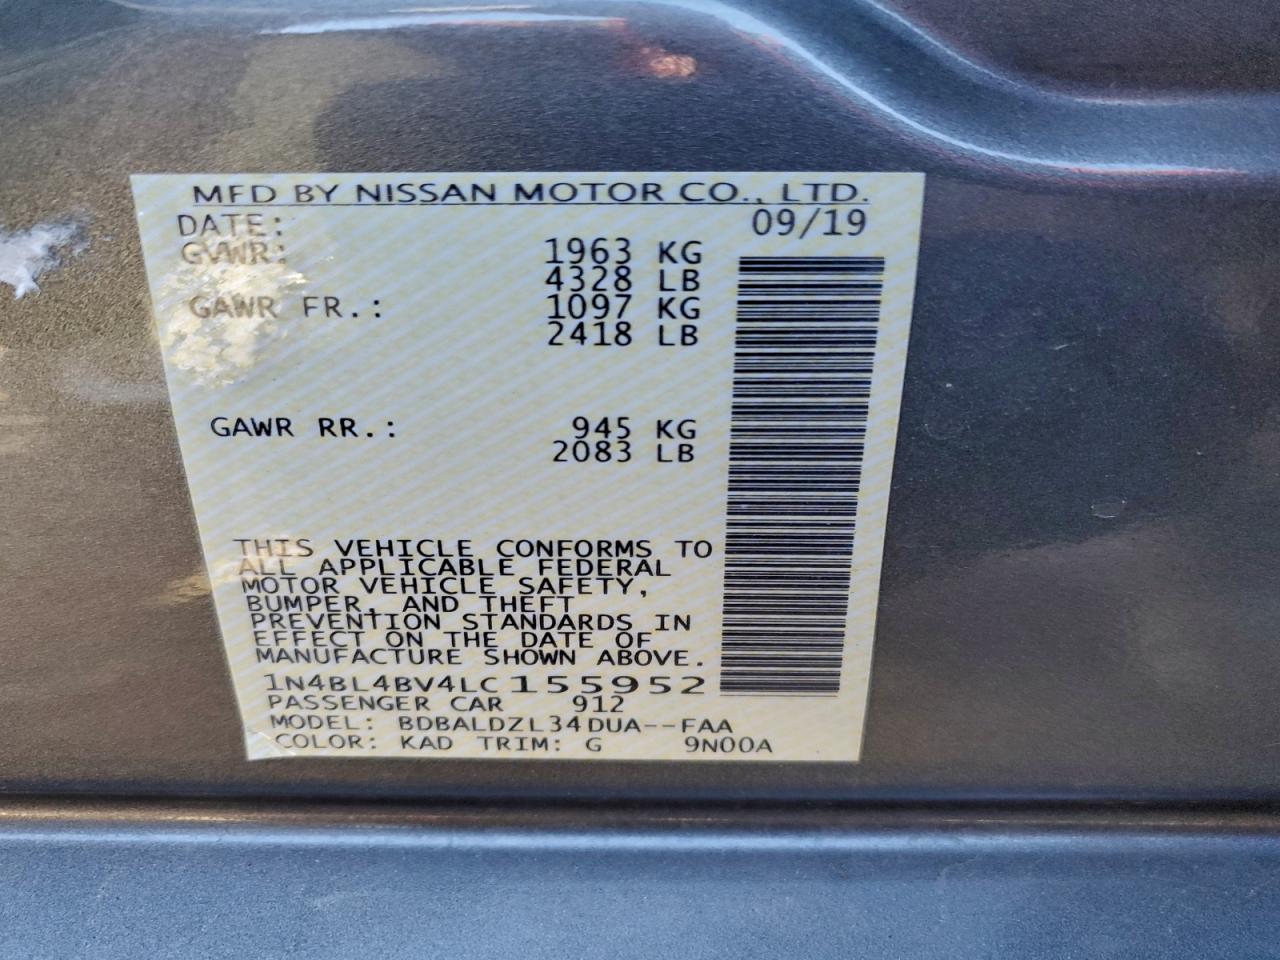 MFD BY NISSAN MOTOR CO., LTD.
DATE: 09/19
GVWR: 1963 KG
4328 LB
GAWR FR.: 1097 KG
2418 LB
GAWR RR.: 945 KG
2083 LB
THIS VEHICLE CONFORMS TO
ALL APPLICABLE FEDERAL
MOTOR VEHICLE SAFETY,
BUMPER, AND THEFT
PREVENTION STANDARDS IN
EFFECT ON THE DATE OF
MANUFACTURE SHOWN ABOVE.
1N4BL4BV4LC155952
PASSENGER CAR 912
MODEL: BDBALDZL34DUA--FAA
COLOR: KAD TRIM: G 9N00A